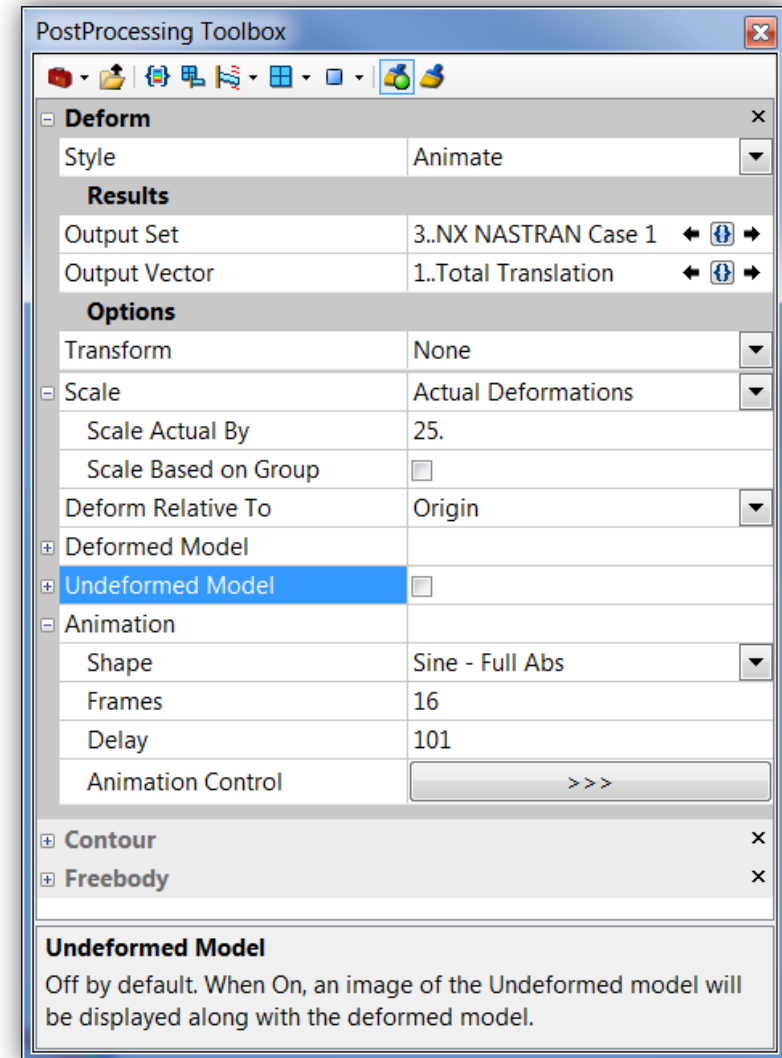 PostProcessing Toolbox
Deform
Style Animate
Results
Output Set 3..NX NASTRAN Case 1
Output Vector 1..Total Translation
Options
Transform None
Scale Actual Deformations
Scale Actual By 25.
Scale Based on Group
Deform Relative To Origin
Deformed Model
Undeformed Model
Animation
Shape Sine - Full Abs
Frames 16
Delay 101
Animation Control >>>
Contour
Freebody
Undeformed Model
Off by default. When On, an image of the Undeformed model will
be displayed along with the deformed model.